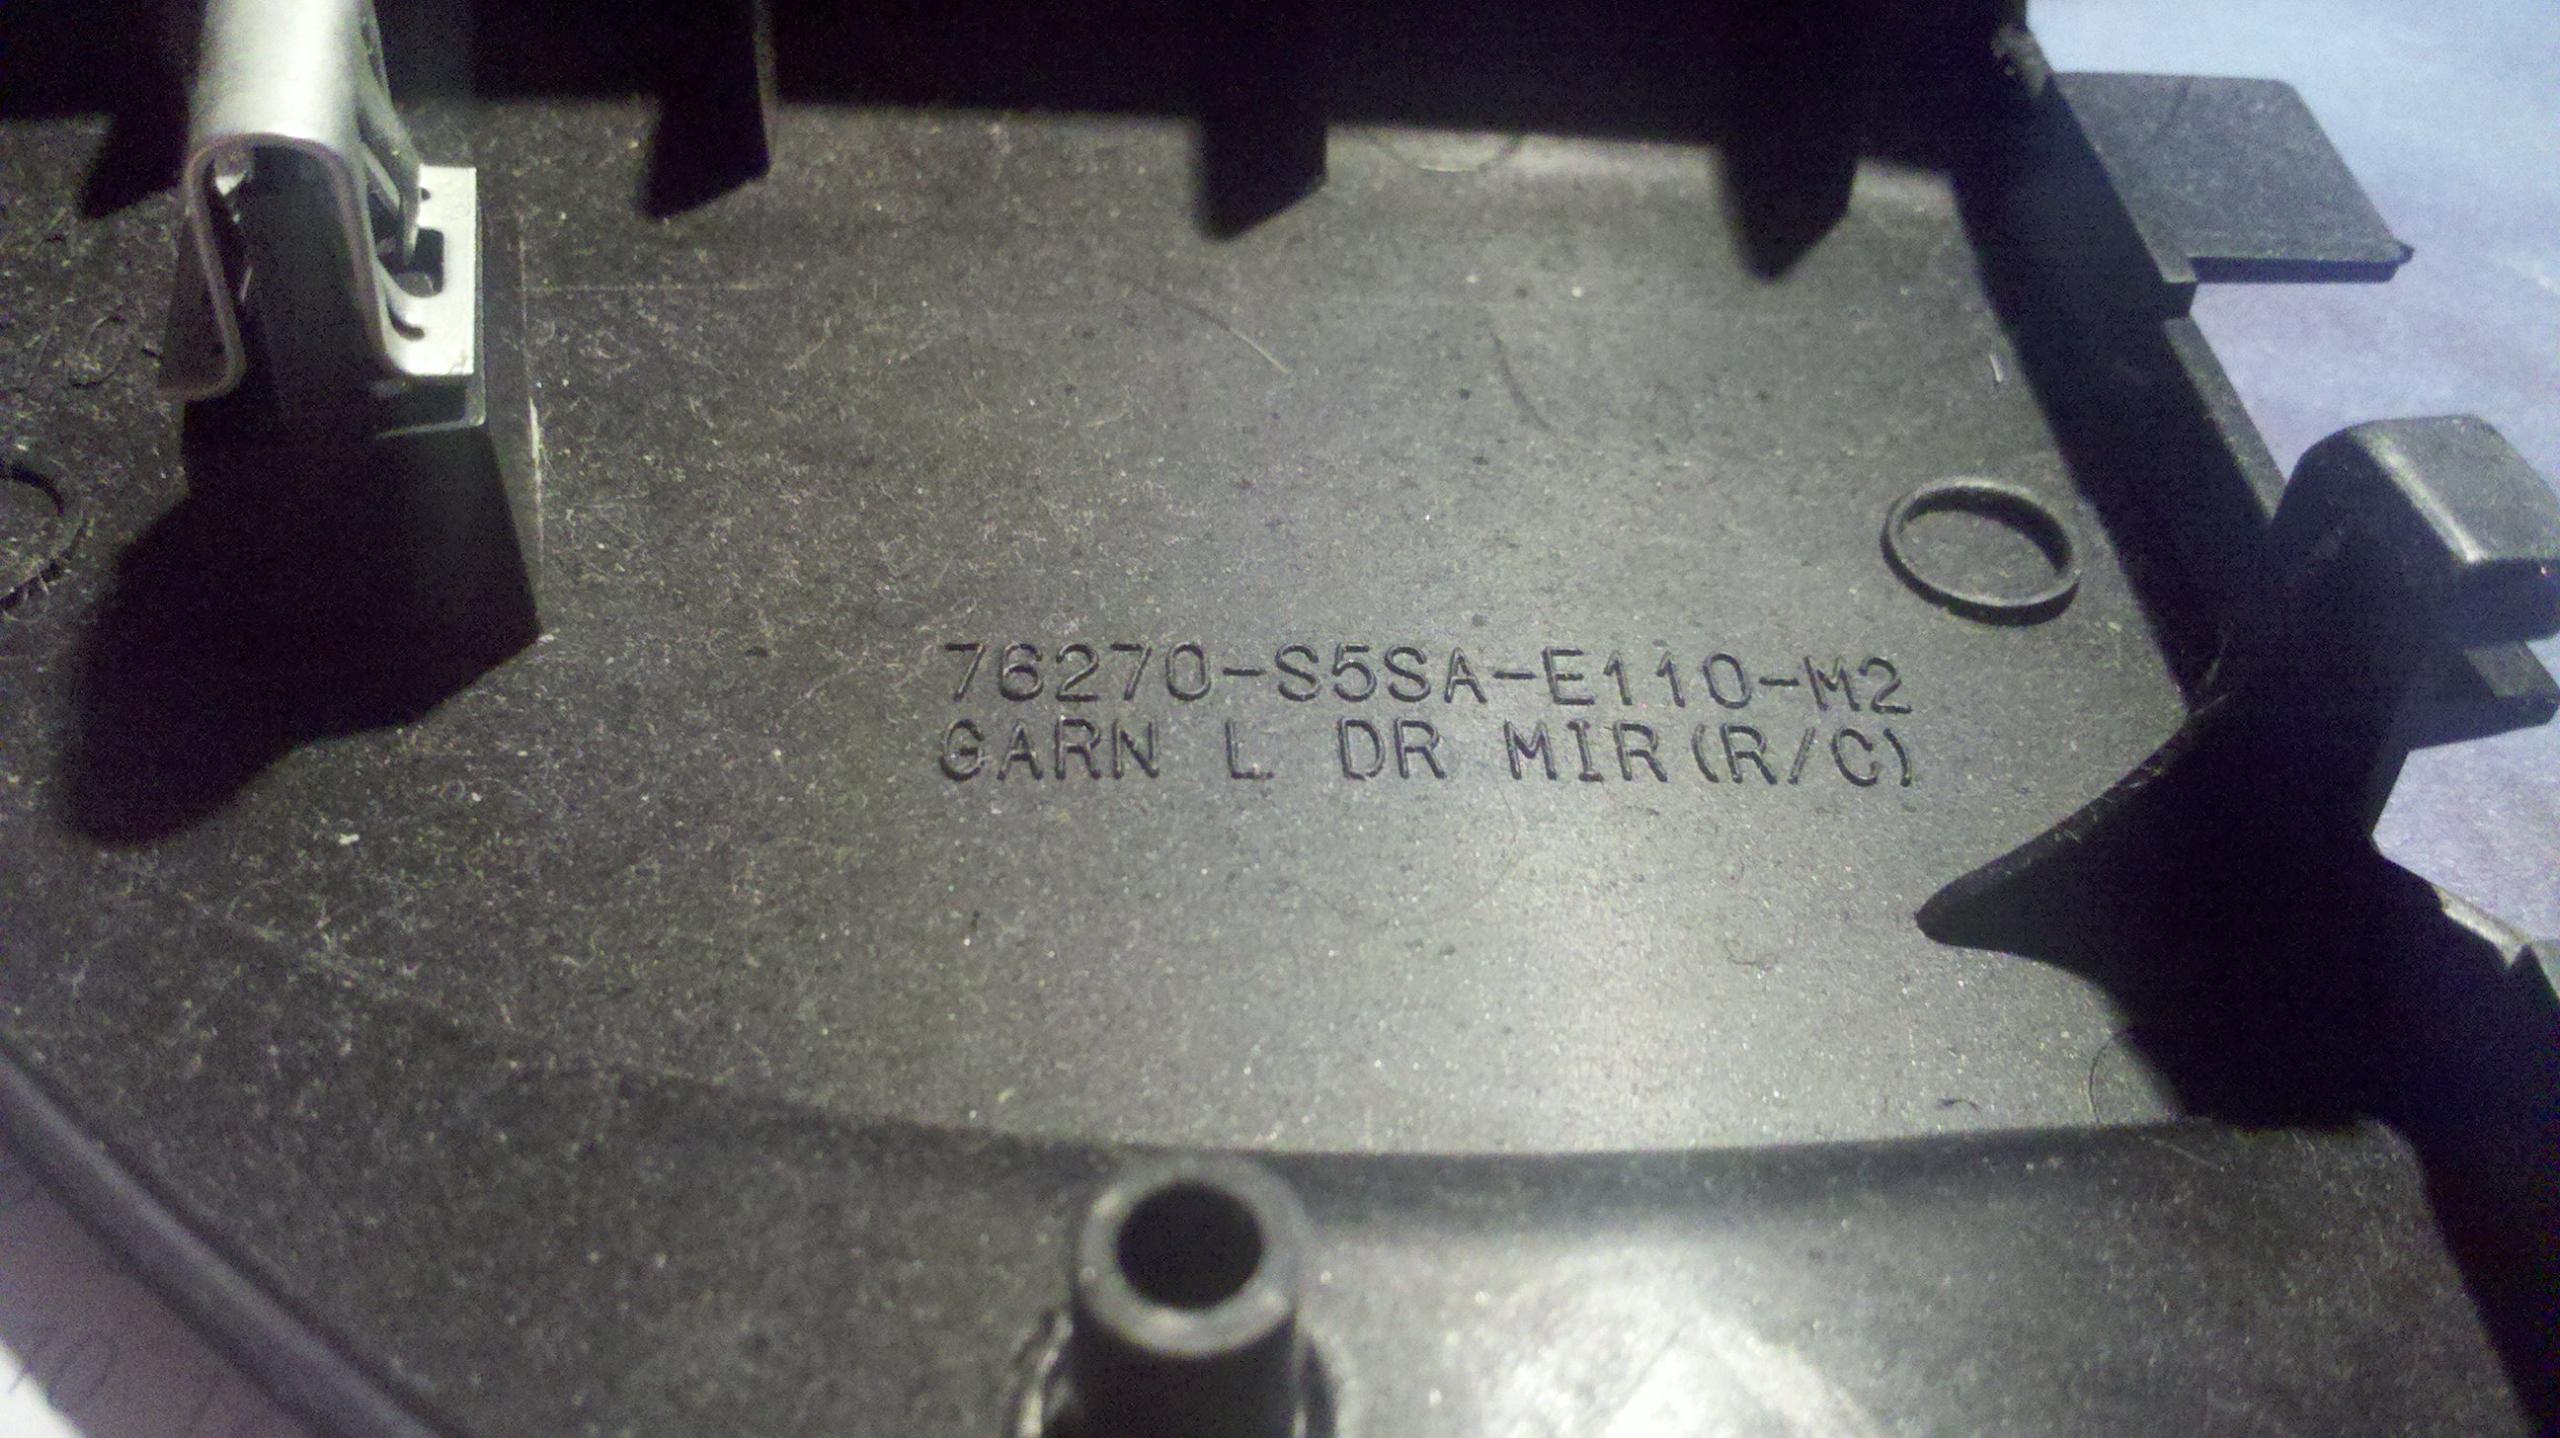 76270-S5SA-E110-M2
GARN L DR MIR(R/C)